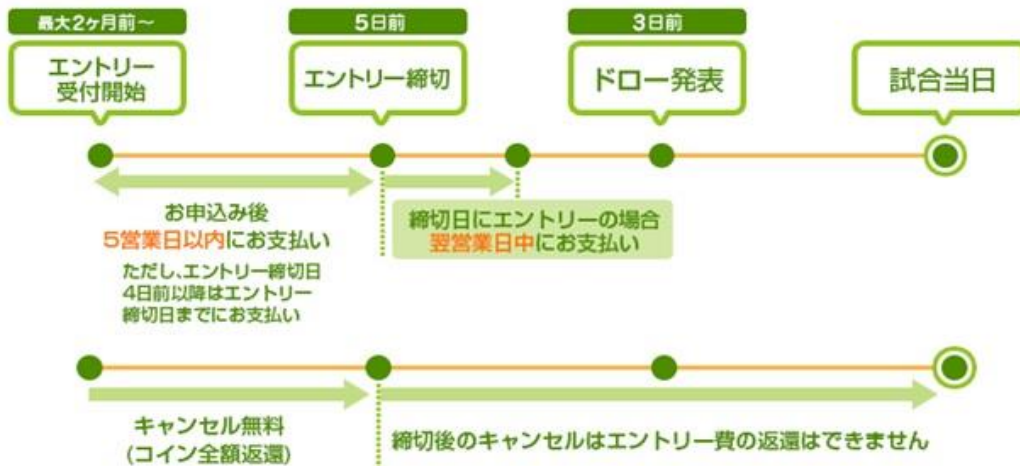 最大2ヶ月前～
5日前
3日前
エントリー
受付開始
エントリー締切
ドロー発表
試合当日
お申込み後
5営業日以内にお支払い
ただし、エントリー締切日
4日前以降はエントリー
締切日までにお支払い
締切日にエントリーの場合
翌営業日中にお支払い
キャンセル無料
(コイン全額返還)
締切後のキャンセルはエントリー費の返還はできません